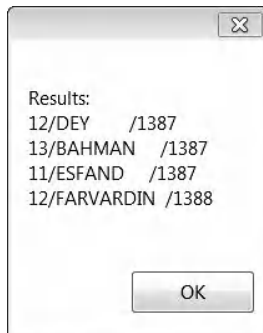 Results:
12/DEY /1387
13/BAHMAN /1387
11/ESFAND /1387
12/FARVARDIN /1388
OK